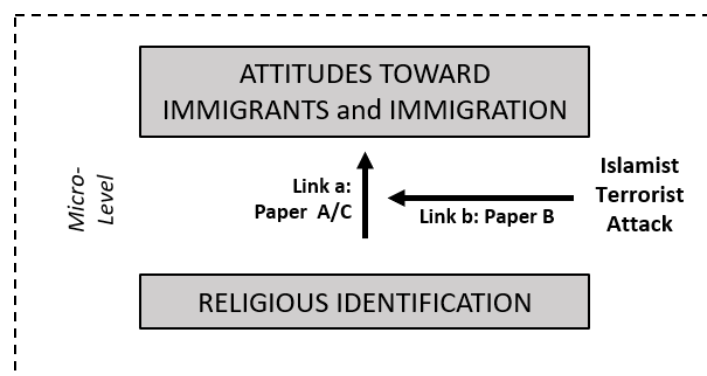 ATTITUDES TOWARD
IMMIGRANTS and IMMIGRATION
Micro-
Level
Link a:
Paper A/C
Link b: Paper B
Islamist
Terrorist
Attack
RELIGIOUS IDENTIFICATION